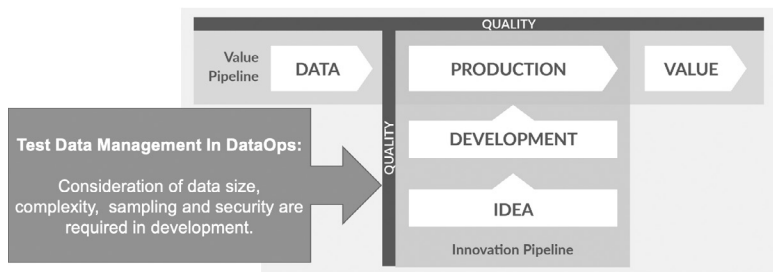 QUALITY
Value
Pipeline
DATA
PRODUCTION
VALUE
Test Data Management In DataOps:
Consideration of data size,
complexity, sampling and security are
required in development.
QUALITY
DEVELOPMENT
IDEA
Innovation Pipeline